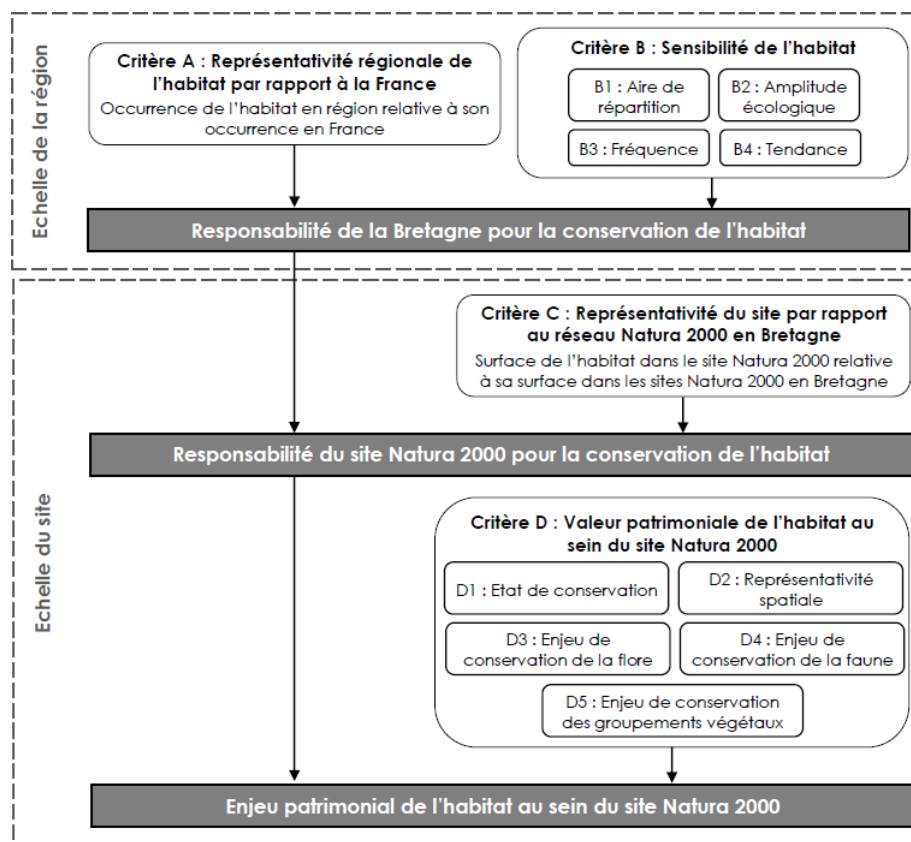 Echelle de la région
Critère A : Représentativité régionale de
l'habitat par rapport à la France
Occurrence de l'habitat en région relative à son
occurrence en France
Critère B : Sensibilité de l'habitat
B1 : Aire de
répartition
B2 : Amplitude
écologique
B3 : Fréquence
B4 : Tendance
Responsabilité de la Bretagne pour la conservation de l'habitat
Echelle du site
Critère C : Représentativité du site par rapport
au réseau Natura 2000 en Bretagne
Surface de l'habitat dans le site Natura 2000 relative
à sa surface dans les sites Natura 2000 en Bretagne
Responsabilité du site Natura 2000 pour la conservation de l'habitat
Critère D : Valeur patrimoniale de l'habitat au
sein du site Natura 2000
D1 : Etat de conservation
D2 : Représentativité
spatiale
D3 : Enjeu de
conservation de la flore
D4 : Enjeu de
conservation de la faune
D5 : Enjeu de conservation
des groupements végétaux
Enjeu patrimonial de l'habitat au sein du site Natura 2000